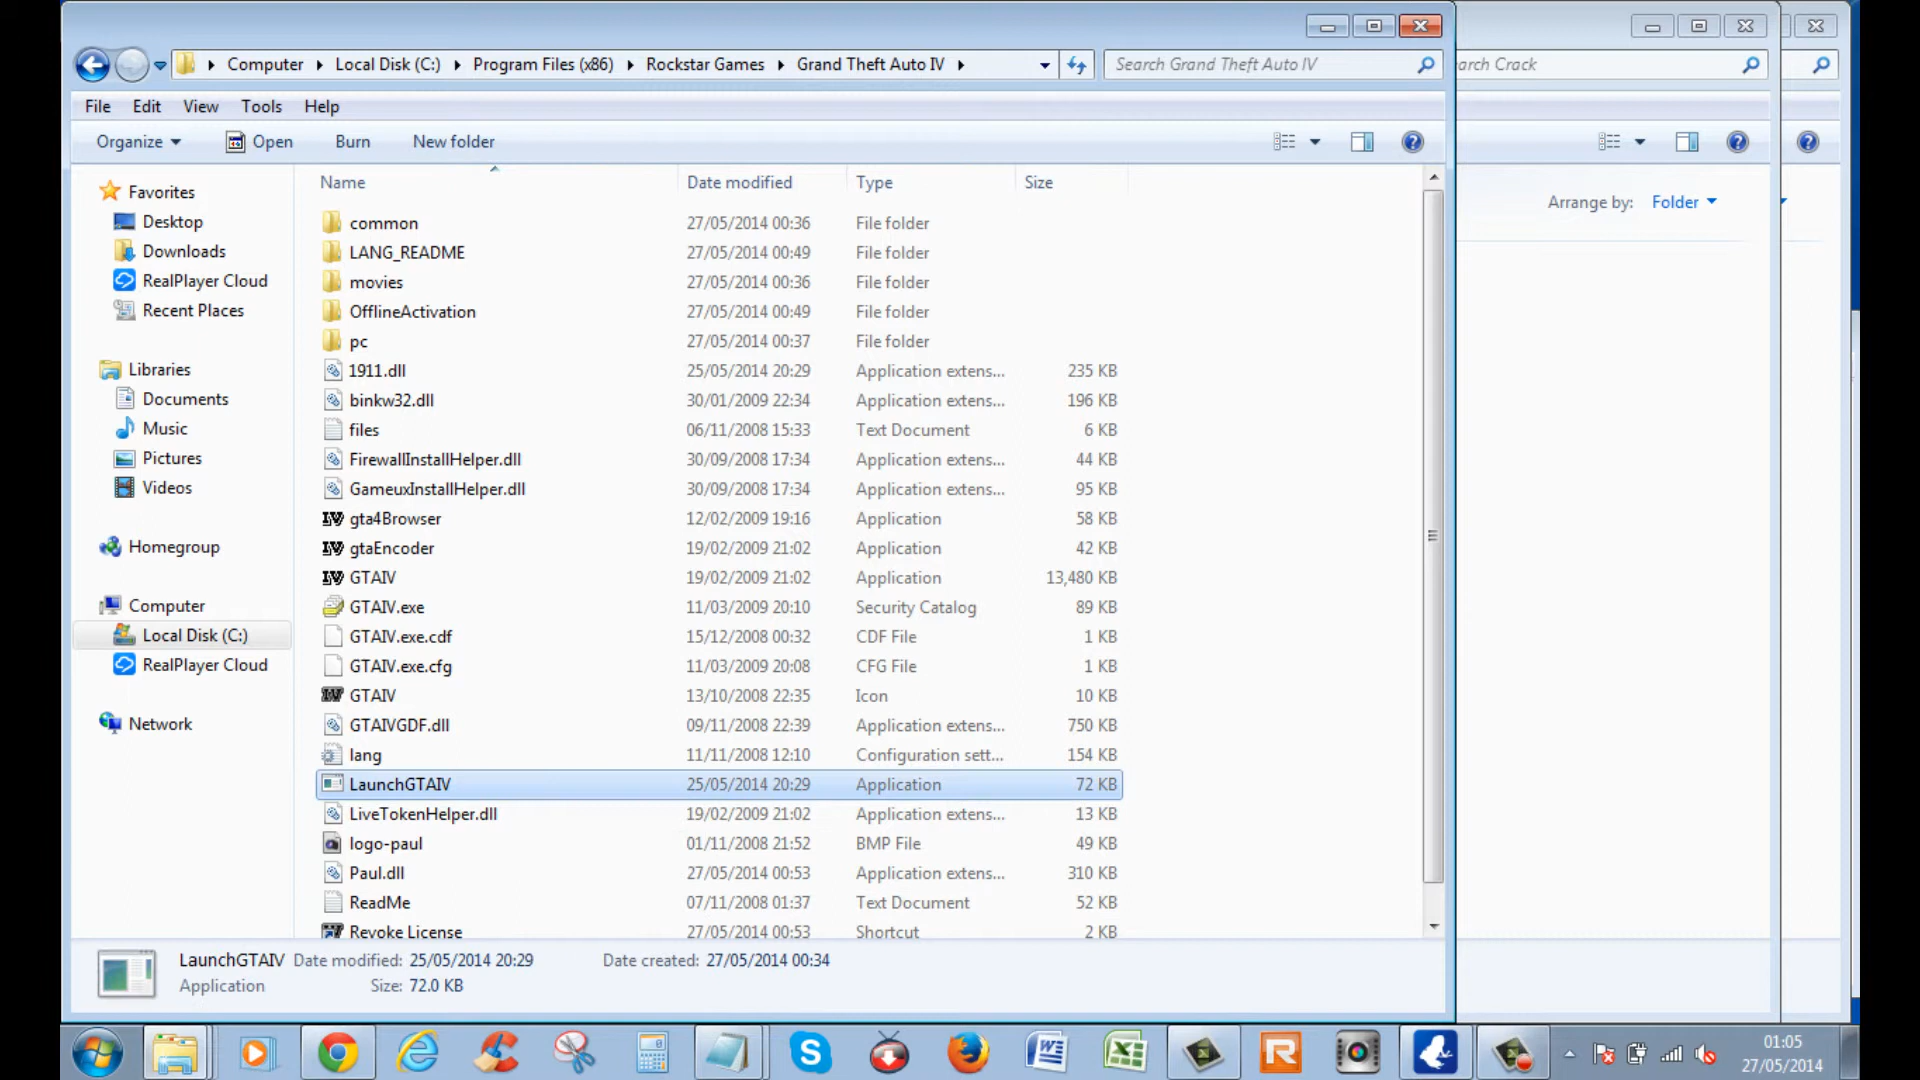 Computer Local Disk (C:) Program Files (x86) Rockstar Games Grand Theft Auto IV Search Grand Theft Auto IV arch Crack
File Edit View Tools Help
Organize Open Burn New folder
Name Date modified Type Size
Arrange by: Folder
Favorites
Desktop
Downloads
RealPlayer Cloud
Recent Places
Libraries
Documents
Music
Pictures
Videos
Homegroup
Computer
Local Disk (C:)
RealPlayer Cloud
Network
common 27/05/2014 00:36 File folder
LANG_README 27/05/2014 00:49 File folder
movies 27/05/2014 00:36 File folder
OfflineActivation 27/05/2014 00:49 File folder
pc 27/05/2014 00:37 File folder
1911.dll 25/05/2014 20:29 Application extens... 235 KB
binkw32.dll 30/01/2009 22:34 Application extens... 196 KB
files 06/11/2008 15:33 Text Document 6 KB
FirewallInstallHelper.dll 30/09/2008 17:34 Application extens... 44 KB
GameuxInstallHelper.dll 30/09/2008 17:34 Application extens... 95 KB
gta4Browser 12/02/2009 19:16 Application 58 KB
gtaEncoder 19/02/2009 21:02 Application 42 KB
GTAIV 19/02/2009 21:02 Application 13,480 KB
GTAIV.exe 11/03/2009 20:10 Security Catalog 89 KB
GTAIV.exe.cdf 15/12/2008 00:32 CDF File 1 KB
GTAIV.exe.cfg 11/03/2009 20:08 CFG File 1 KB
GTAIV 13/10/2008 22:35 Icon 10 KB
GTAIVGDF.dll 09/11/2008 22:39 Application extens... 750 KB
lang 11/11/2008 12:10 Configuration sett... 154 KB
LaunchGTAIV 25/05/2014 20:29 Application 72 KB
LiveTokenHelper.dll 19/02/2009 21:02 Application extens... 13 KB
logo-paul 01/11/2008 21:52 BMP File 49 KB
Paul.dll 27/05/2014 00:53 Application extens... 310 KB
ReadMe 07/11/2008 01:37 Text Document 52 KB
Revoke License 27/05/2014 00:53 Shortcut 2 KB
LaunchGTAIV Date modified: 25/05/2014 20:29 Date created: 27/05/2014 00:34
Application Size: 72.0 KB
01:05
27/05/2014